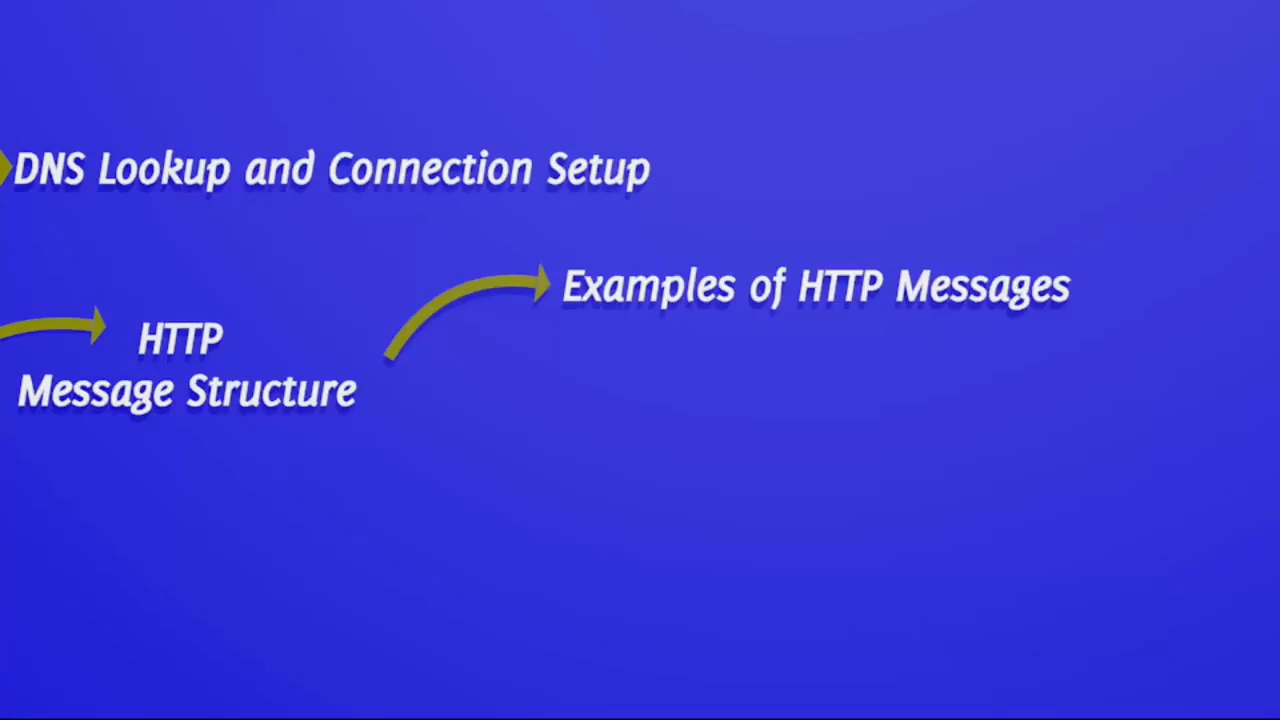 DNS Lookup and Connection Setup
Examples of HTTP Messages
HTTP
Message Structure